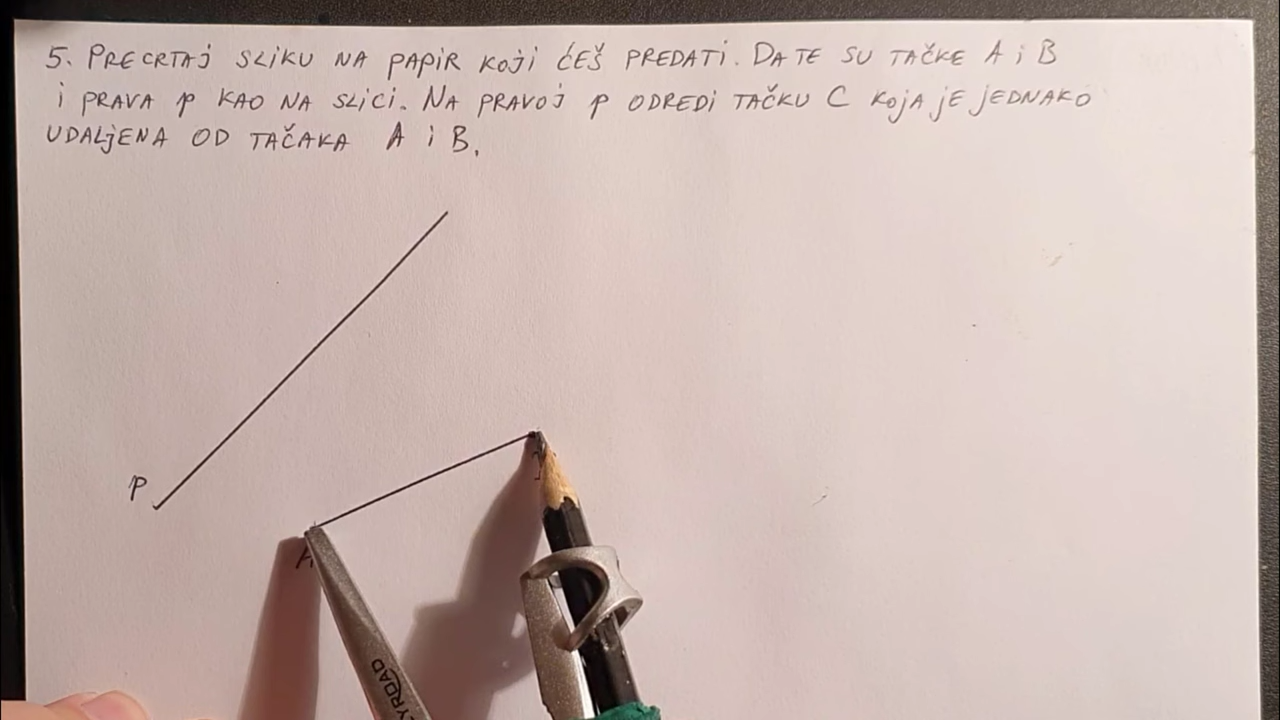 5. PRECRTAJ SLIKU NA PAPIR KOJI ĆEŠ PREDATI. DATE SU TAČKE A i B
i PRAVA p KAO NA SLICI. NA PRAVOJ p ODREDI TAČKU C KOJA JE JEDNAKO
UDALJENA OD TAČAKA A i B.
p
A